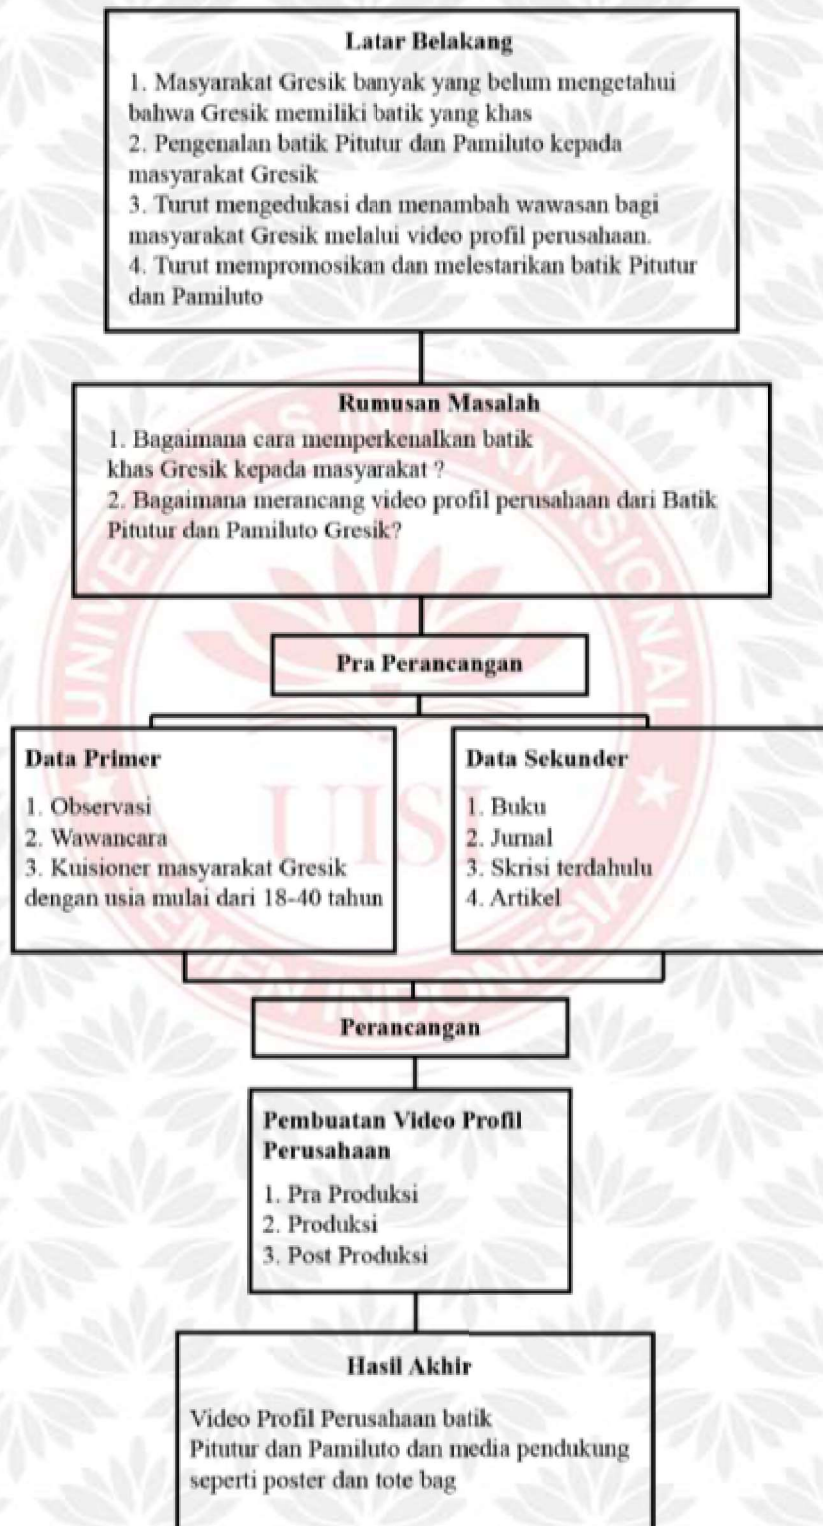 Latar Belakang
1. Masyarakat Gresik banyak yang belum mengetahui
bahwa Gresik memiliki batik yang khas
2. Pengenalan batik Pitutur dan Pamiluto kepada
masyarakat Gresik
3. Turut mengedukasi dan menambah wawasan bagi
masyarakat Gresik melalui video profil perusahaan.
4. Turut mempromosikan dan melestarikan batik Pitutur
dan Pamiluto
Rumusan Masalah
1. Bagaimana cara memperkenalkan batik
khas Gresik kepada masyarakat ?
2. Bagaimana merancang video profil perusahaan dari Batik
Pitutur dan Pamiluto Gresik?
Pra Perancangan
Data Primer
1. Observasi
2. Wawancara
3. Kuisioner masyarakat Gresik
dengan usia mulai dari 18-40 tahun
Data Sekunder
1. Buku
2. Jurnal
3. Skrisi terdahulu
4. Artikel
Perancangan
Pembuatan Video Profil
Perusahaan
1. Pra Produksi
2. Produksi
3. Post Produksi
Hasil Akhir
Video Profil Perusahaan batik
Pitutur dan Pamiluto dan media pendukung
seperti poster dan tote bag
UNIVERSITAS INTERNASIONAL
SEMEN INDONESIA
UISI